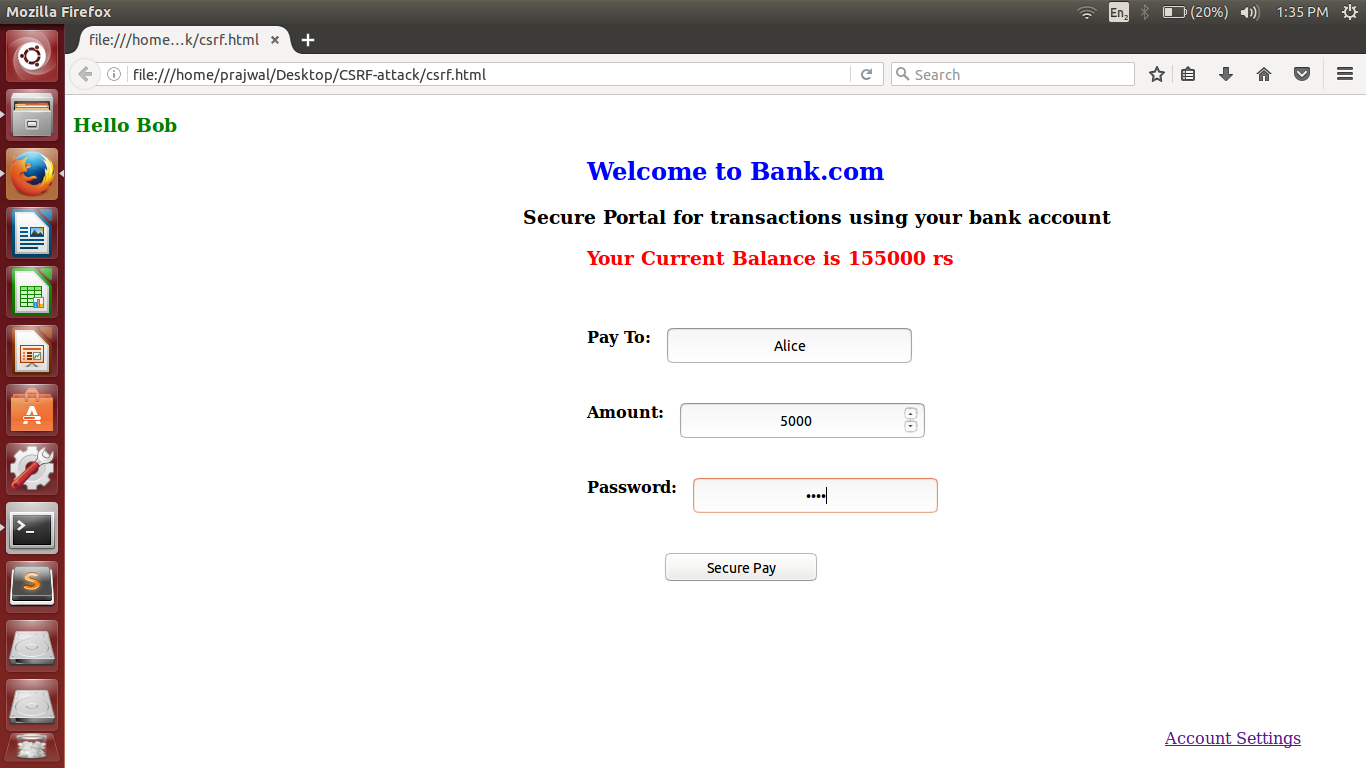 Mozilla Firefox
En2 (20%) 1:35 PM
file:///home...k/csrf.html
file:///home/prajwal/Desktop/CSRF-attack/csrf.html
Search
Hello Bob
Welcome to Bank.com
Secure Portal for transactions using your bank account
Your Current Balance is 155000 rs
Pay To: Alice
Amount: 5000
Password: ••••
Secure Pay
Account Settings